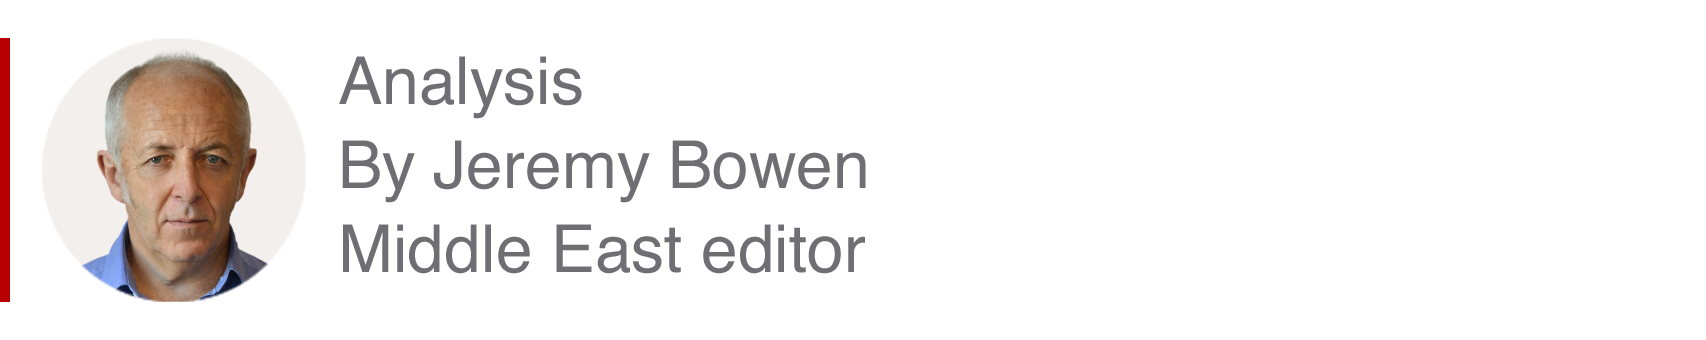 Analysis
By Jeremy Bowen
Middle East editor